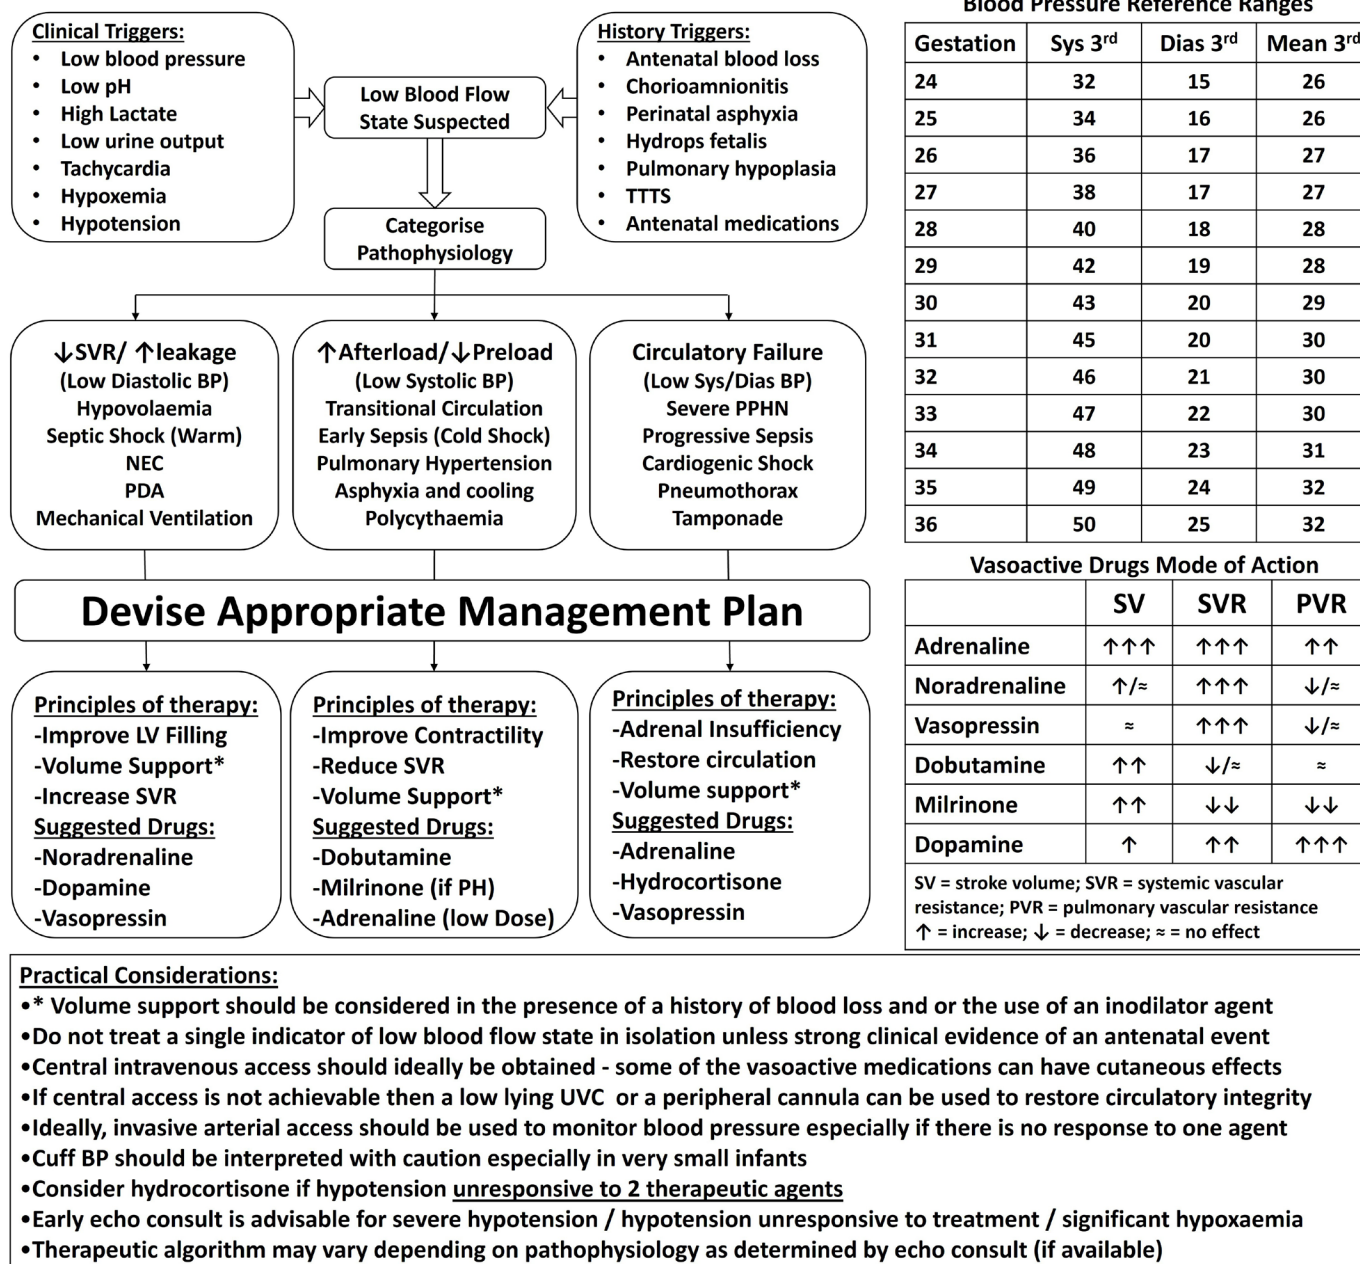 Clinical Triggers:
• Low blood pressure
• Low pH
• High Lactate
• Low urine output
• Tachycardia
• Hypoxemia
• Hypotension
Low Blood Flow
State Suspected
History Triggers:
• Antenatal blood loss
• Chorioamnionitis
• Perinatal asphyxia
• Hydrops fetalis
• Pulmonary hypoplasia
• TTTS
• Antenatal medications
Categorise
Pathophysiology
↓SVR/ ↑leakage
(Low Diastolic BP)
Hypovolaemia
Septic Shock (Warm)
NEC
PDA
Mechanical Ventilation
↑Afterload/↓Preload
(Low Systolic BP)
Transitional Circulation
Early Sepsis (Cold Shock)
Pulmonary Hypertension
Asphyxia and cooling
Polycythaemia
Circulatory Failure
(Low Sys/Dias BP)
Severe PPHN
Progressive Sepsis
Cardiogenic Shock
Pneumothorax
Tamponade
Devise Appropriate Management Plan
Principles of therapy:
-Improve LV Filling
-Volume Support*
-Increase SVR
Suggested Drugs:
-Noradrenaline
-Dopamine
-Vasopressin
Principles of therapy:
-Improve Contractility
-Reduce SVR
-Volume Support*
Suggested Drugs:
-Dobutamine
-Milrinone (if PH)
-Adrenaline (low Dose)
Principles of therapy:
-Adrenal Insufficiency
-Restore circulation
-Volume support*
Suggested Drugs:
-Adrenaline
-Hydrocortisone
-Vasopressin
Blood Pressure Reference Ranges
Gestation Sys 3rd Dias 3rd Mean 3rd
24 32 15 26
25 34 16 26
26 36 17 27
27 38 17 27
28 40 18 28
29 42 19 28
30 43 20 29
31 45 20 30
32 46 21 30
33 47 22 30
34 48 23 31
35 49 24 32
36 50 25 32
Vasoactive Drugs Mode of Action
SV SVR PVR
Adrenaline ↑↑↑ ↑↑↑ ↑↑
Noradrenaline ↑/≈ ↑↑↑ ↓/≈
Vasopressin ≈ ↑↑↑ ↓/≈
Dobutamine ↑↑ ↓/≈ ≈
Milrinone ↑↑ ↓↓ ↓↓
Dopamine ↑ ↑↑ ↑↑↑
SV = stroke volume; SVR = systemic vascular
resistance; PVR = pulmonary vascular resistance
↑ = increase; ↓ = decrease; ≈ = no effect
Practical Considerations:
•* Volume support should be considered in the presence of a history of blood loss and or the use of an inodilator agent
•Do not treat a single indicator of low blood flow state in isolation unless strong clinical evidence of an antenatal event
•Central intravenous access should ideally be obtained - some of the vasoactive medications can have cutaneous effects
•If central access is not achievable then a low lying UVC or a peripheral cannula can be used to restore circulatory integrity
•Ideally, invasive arterial access should be used to monitor blood pressure especially if there is no response to one agent
•Cuff BP should be interpreted with caution especially in very small infants
•Consider hydrocortisone if hypotension unresponsive to 2 therapeutic agents
•Early echo consult is advisable for severe hypotension / hypotension unresponsive to treatment / significant hypoxaemia
•Therapeutic algorithm may vary depending on pathophysiology as determined by echo consult (if available)